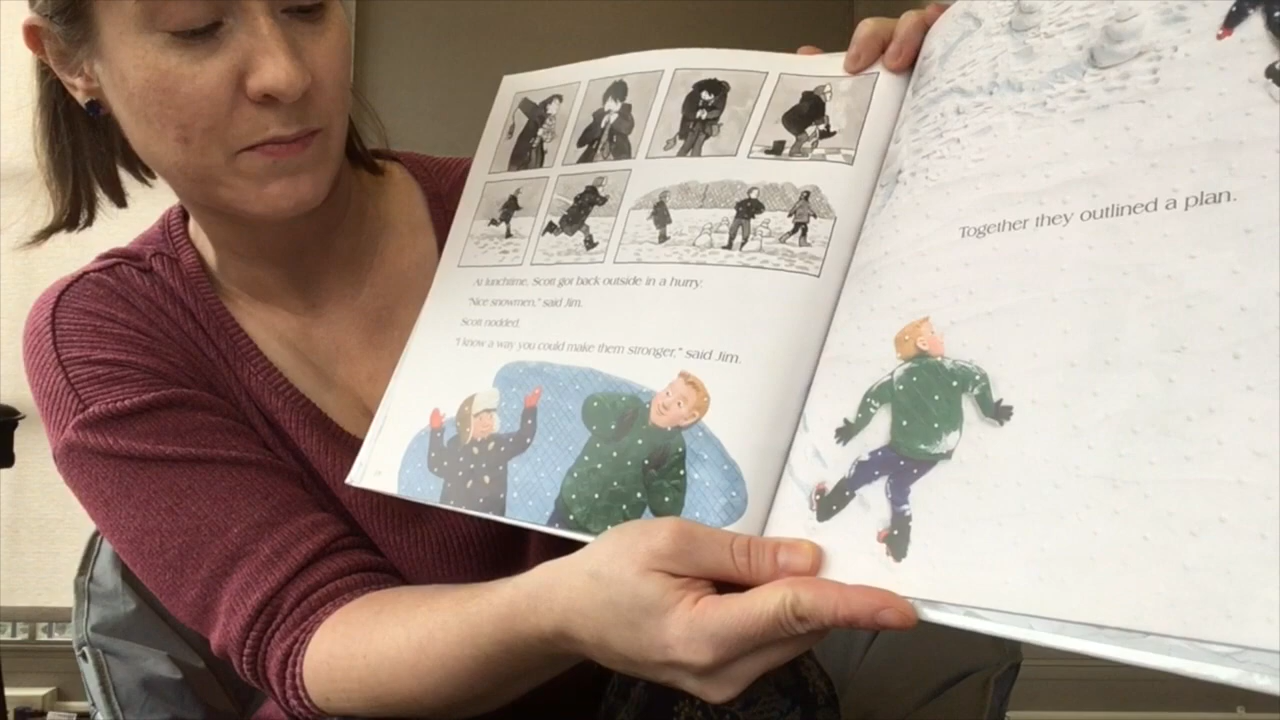 At lunchtime, Scott got back outside in a hurry.
"Nice snowmen," said Jim.
Scott nodded.
"I know a way you could make them stronger," said Jim.
Together they outlined a plan.